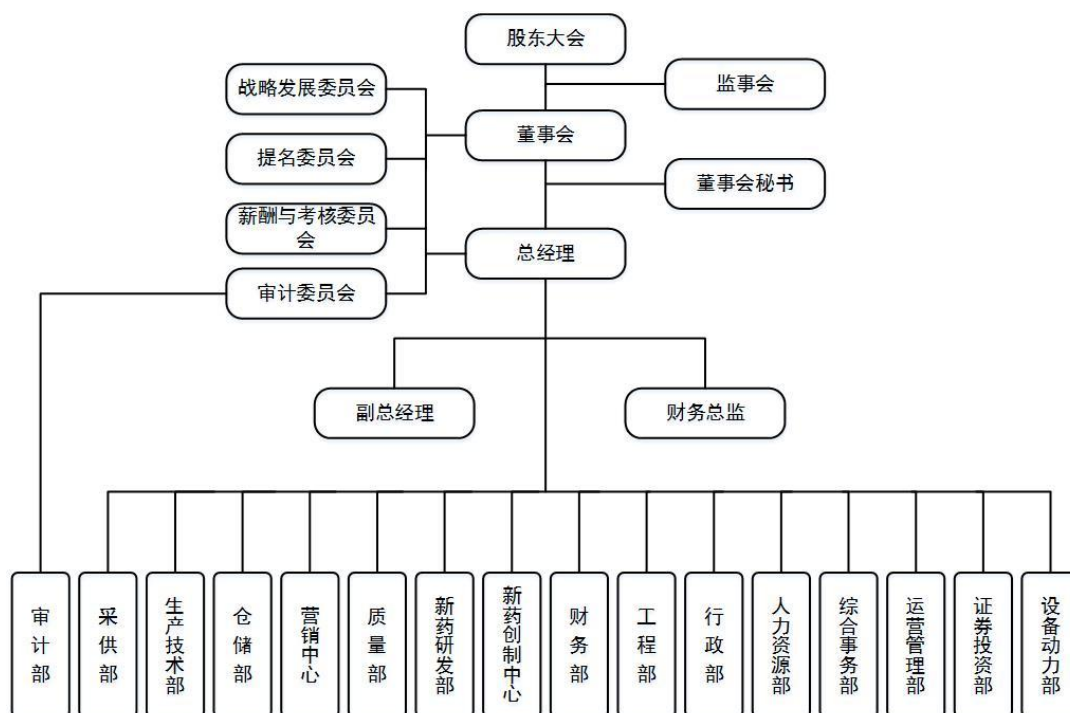 股东大会
战略发展委员会
监事会
董事会
提名委员会
董事会秘书
薪酬与考核委员
会
总经理
审计委员会
副总经理
财务总监
审计部
采供部
生产技术部
仓储部
营销中心
质量部
新药研发部
新药创制中心
财务部
工程部
行政部
人力资源部
综合事务部
运营管理部
证券投资部
设备动力部